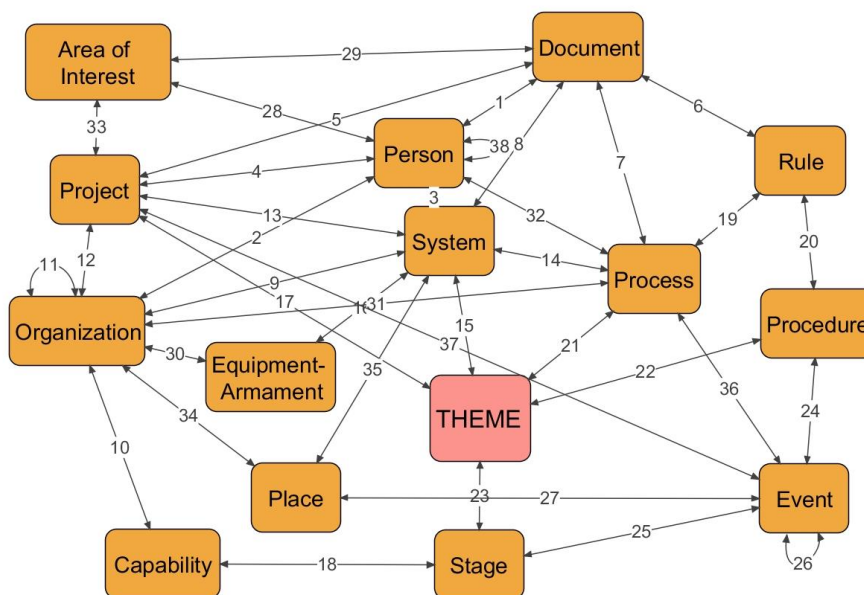 Area of
Interest
Document
29
28
5
1
6
33
Person
38
8
Rule
4
7
Project
3
13
32
19
2
System
20
12
11
14
Process
9
17
31
Organization
15
Procedure
37
21
30
Equipment-
Armament
35
22
36
34
THEME
24
10
Place
23
27
Event
25
Capability
18
Stage
26